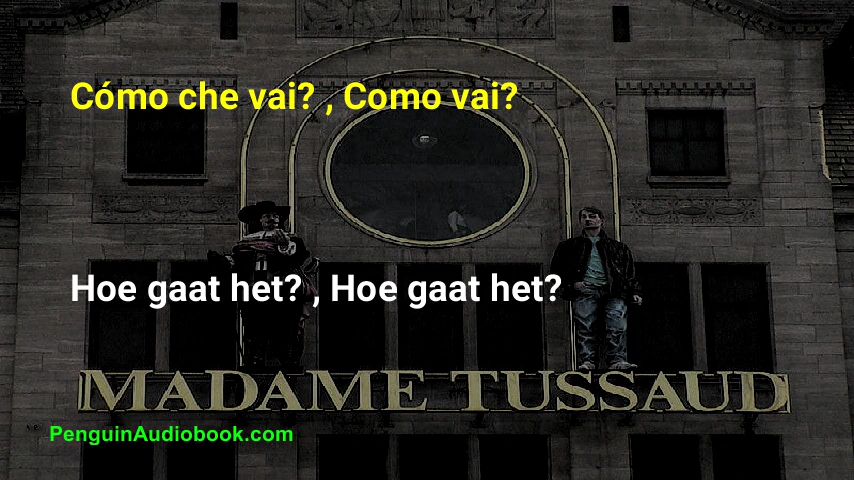 Cómo che vai? , Como vai?
Hoe gaat het? , Hoe gaat het?
MADAME TUSSAUD
PenguinAudiobook.com